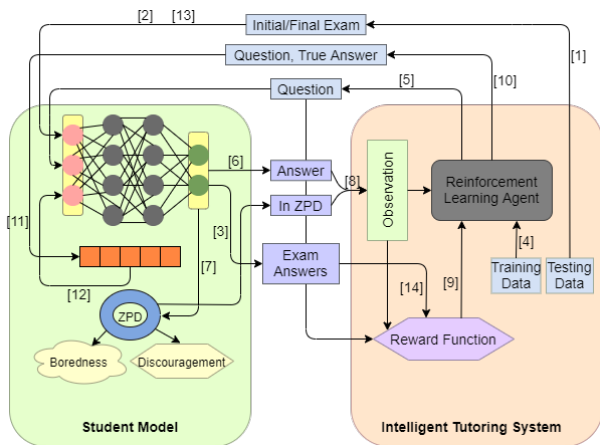 [2] [13] Initial/Final Exam
[1]
Question, True Answer
[10]
Question
[5]
[6]
Answer
[8]
Observation
Reinforcement
Learning Agent
In ZPD
[11]
[3]
Exam
Answers
[7]
[4]
[9]
Training
Data
Testing
Data
[12]
[14]
ZPD
Reward Function
Boredness
Discouragement
Student Model
Intelligent Tutoring System